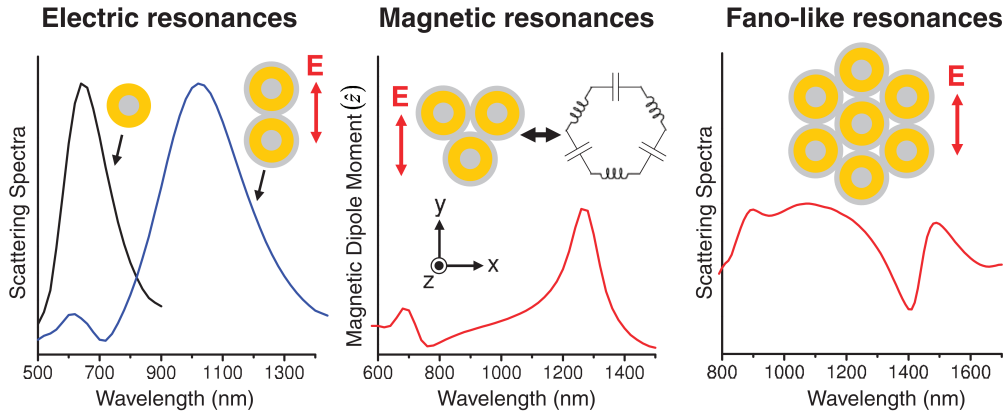 Electric resonances
Scattering Spectra
E
500 700 900 1100 1300
Wavelength (nm)
Magnetic resonances
Magnetic Dipole Moment (ẑ)
E
y
x
z
600 800 1000 1200 1400
Wavelength (nm)
Fano-like resonances
Scattering Spectra
E
800 1000 1200 1400 1600
Wavelength (nm)